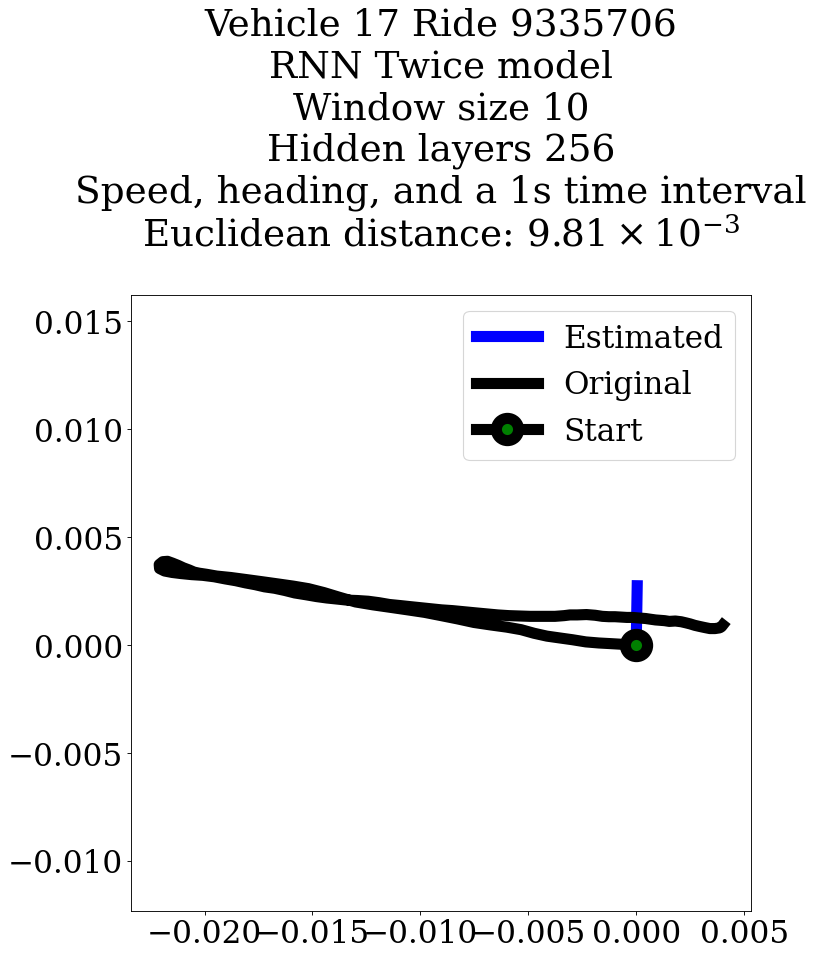 Vehicle 17 Ride 9335706
RNN Twice model
Window size 10
Hidden layers 256
Speed, heading, and a 1s time interval
Euclidean distance: 9.81 × 10⁻³
Estimated
Original
Start
0.015
0.010
0.005
0.000
−0.005
−0.010
−0.020 −0.015 −0.010 −0.005 0.000 0.005